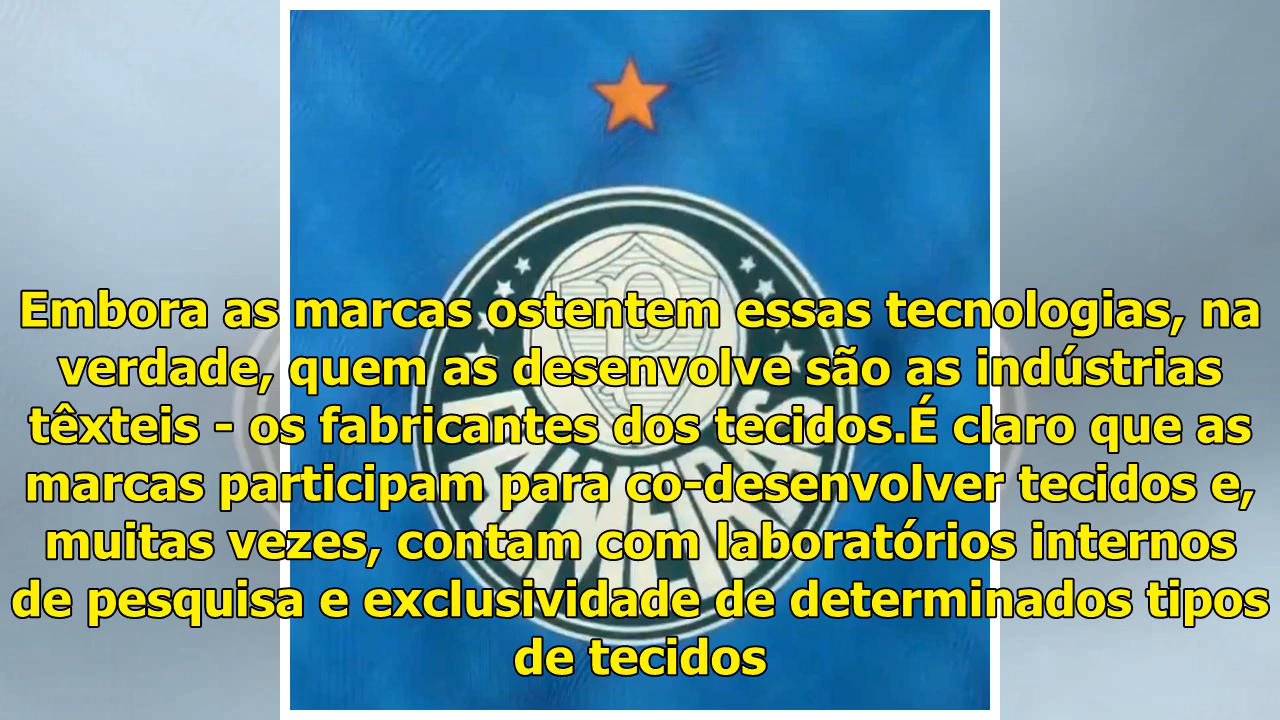 Embora as marcas ostentem essas tecnologias, na
verdade, quem as desenvolve são as indústrias
têxteis - os fabricantes dos tecidos.É claro que as
marcas participam para co-desenvolver tecidos e,
muitas vezes, contam com laboratórios internos
de pesquisa e exclusividade de determinados tipos
de tecidos
P
PALMEIRAS